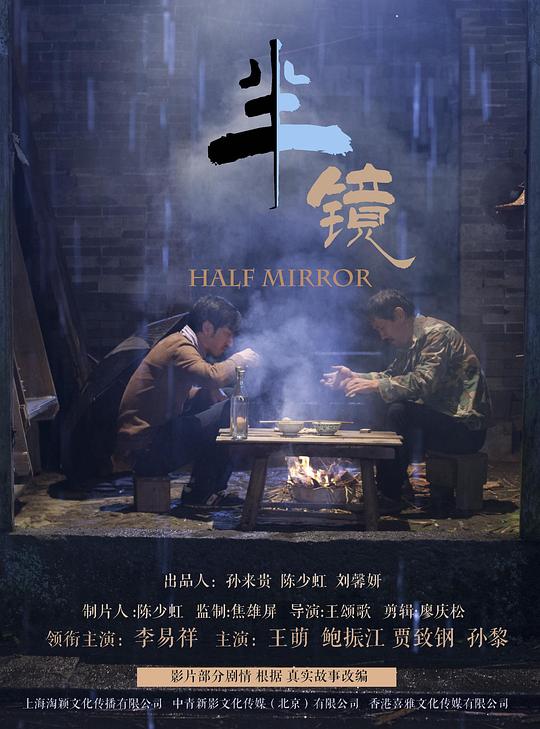 半
镜
HALF MIRROR
出品人：孙来贵 陈少虹 刘馨妍
制片人:陈少虹 监制:焦雄屏 导演:王颂歌 剪辑:廖庆松
领衔主演：李易祥 主演：王萌 鲍振江 贾致钢 孙黎
影片部分剧情 根据 真实故事改编
上海淘颖文化传播有限公司 中青新影文化传媒（北京）有限公司 香港喜雅文化传媒有限公司